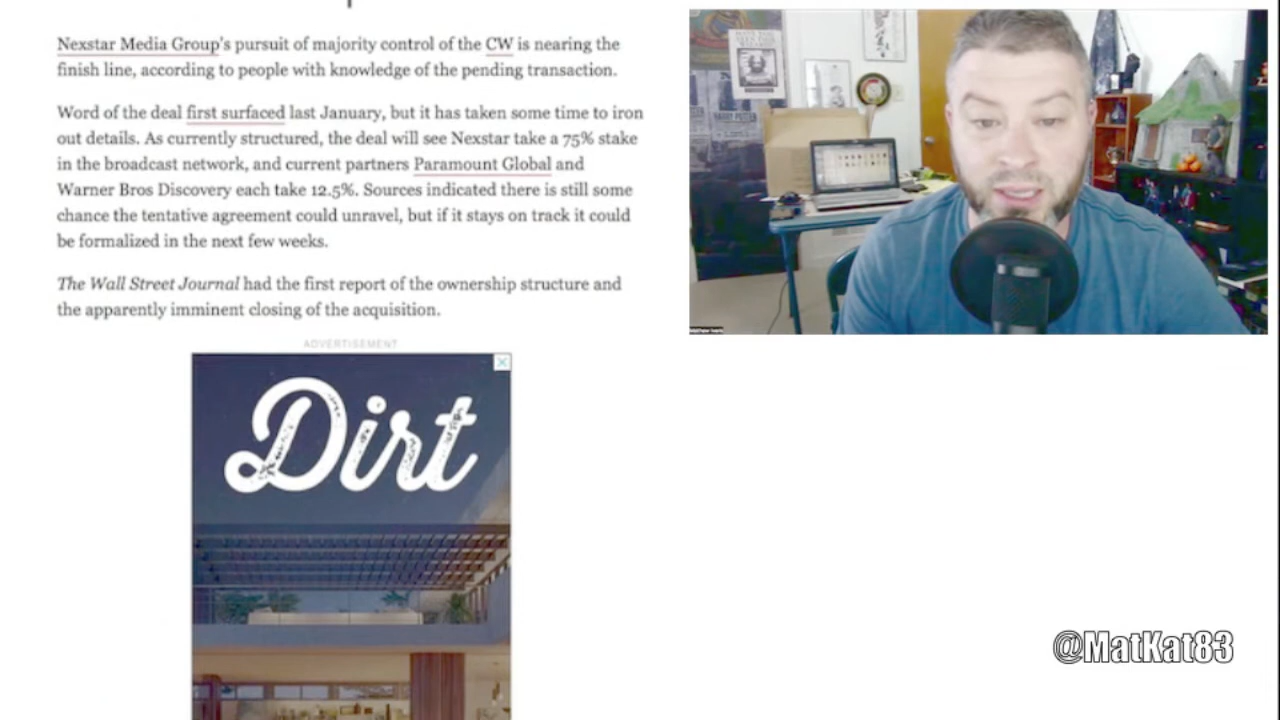 Nexstar Media Group's pursuit of majority control of the CW is nearing the
finish line, according to people with knowledge of the pending transaction.
Word of the deal first surfaced last January, but it has taken some time to iron
out details. As currently structured, the deal will see Nexstar take a 75% stake
in the broadcast network, and current partners Paramount Global and
Warner Bros Discovery each take 12.5%. Sources indicated there is still some
chance the tentative agreement could unravel, but if it stays on track it could
be formalized in the next few weeks.
The Wall Street Journal had the first report of the ownership structure and
the apparently imminent closing of the acquisition.
ADVERTISEMENT
Dirt
HARRY POTTER
@MatKat83